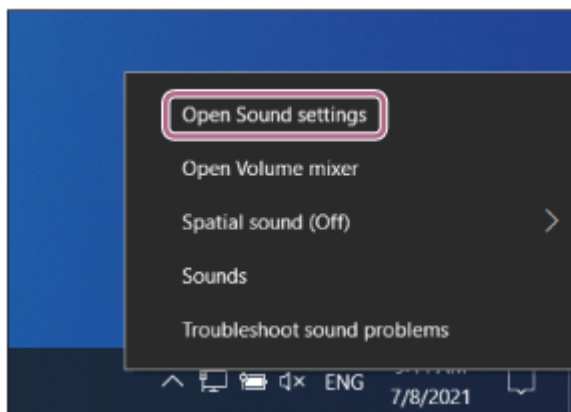 Open Sound settings
Open Volume mixer
Spatial sound (Off)
Sounds
Troubleshoot sound problems
ENG
7/8/2021